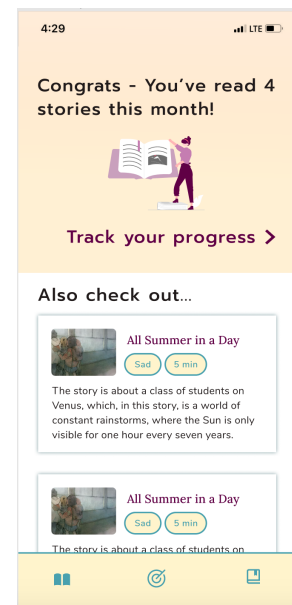 4:29
LTE
Congrats - You've read 4
stories this month!
Track your progress >
Also check out...
All Summer in a Day
Sad
5 min
The story is about a class of students on
Venus, which, in this story, is a world of
constant rainstorms, where the Sun is only
visible for one hour every seven years.
All Summer in a Day
Sad
5 min
The story is about a class of students on